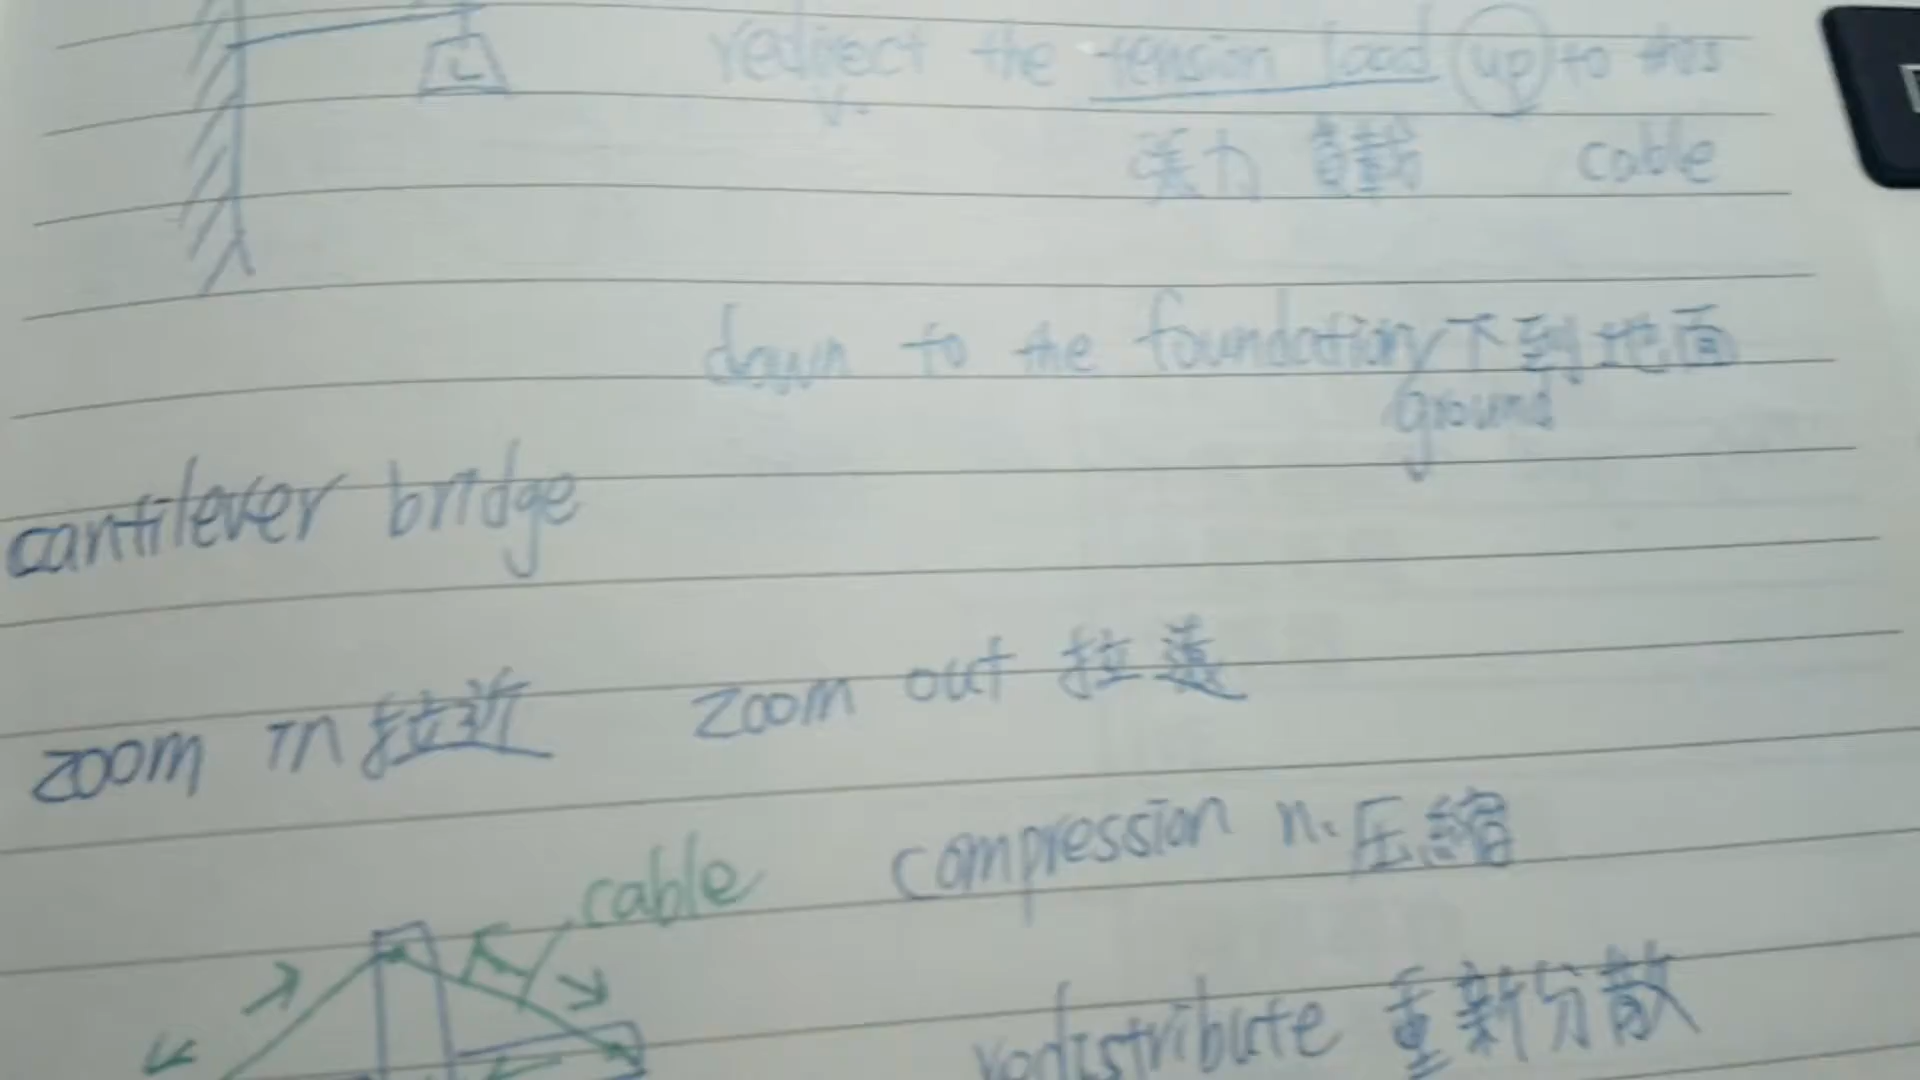 L
redirect the tension load up to this
v.
張力 負載 cable
down to the foundation 下到地面
ground
cantilever bridge
zoom in 拉近 zoom out 拉遠
cable compression n. 压縮
redistribute 重新分散